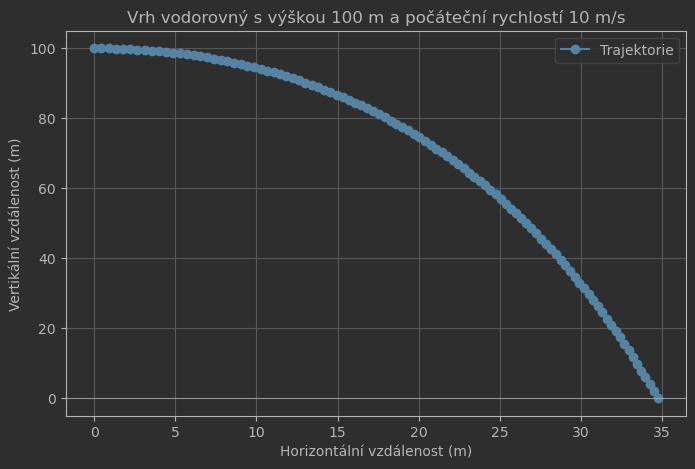 Vrh vodorovný s výškou 100 m a počáteční rychlostí 10 m/s
Trajektorie
100
80
60
40
20
0
Vertikální vzdálenost (m)
0 5 10 15 20 25 30 35
Horizontální vzdálenost (m)